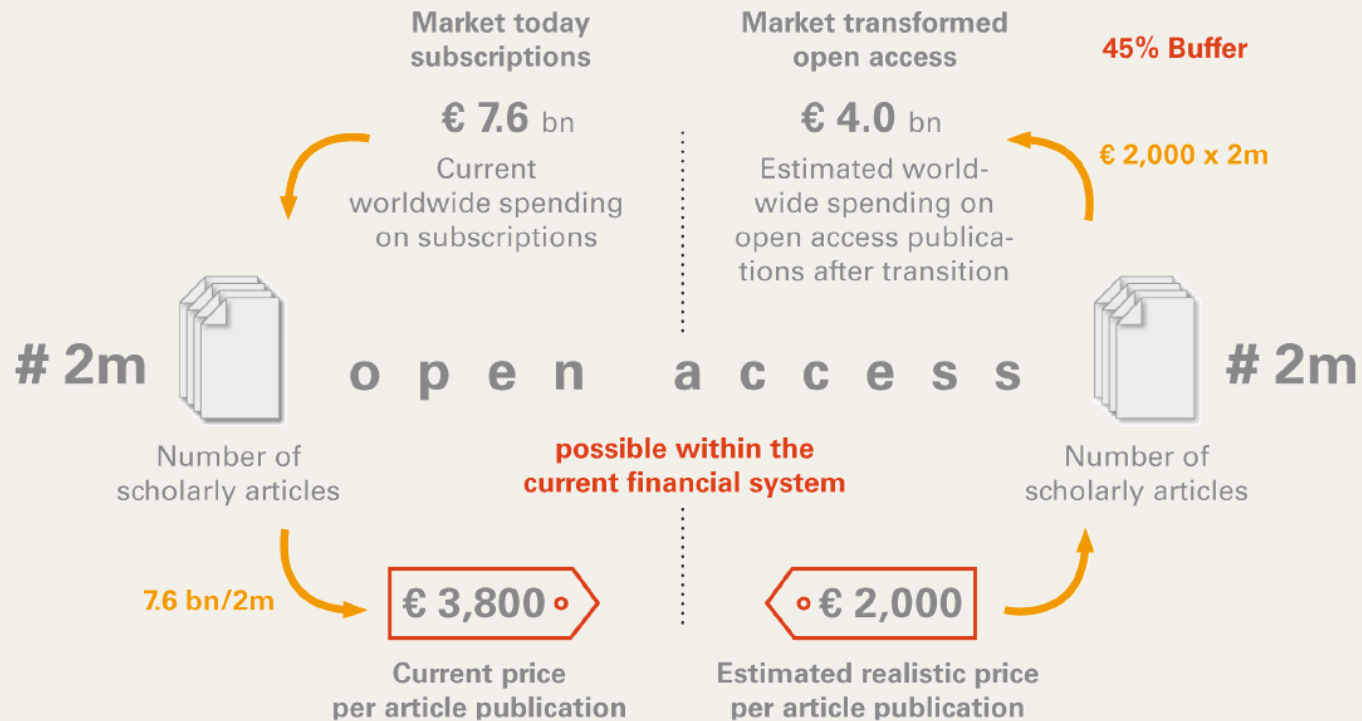 Market today
subscriptions
€ 7.6 bn
Current
worldwide spending
on subscriptions
Market transformed
open access
€ 4.0 bn
Estimated world-
wide spending on
open access publica-
tions after transition
45% Buffer
€ 2,000 x 2m
# 2m
Number of
scholarly articles
open access
possible within the
current financial system
# 2m
Number of
scholarly articles
7.6 bn/2m
€ 3,800
Current price
per article publication
€ 2,000
Estimated realistic price
per article publication